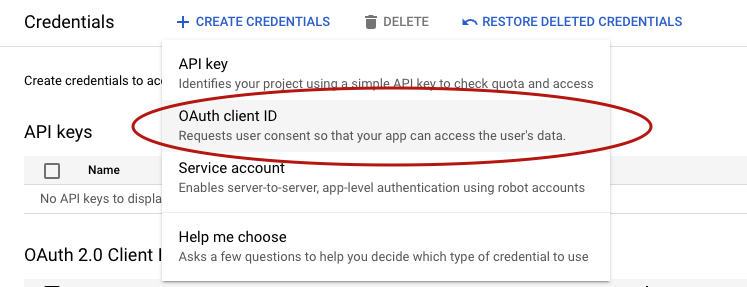 Credentials + CREATE CREDENTIALS DELETE RESTORE DELETED CREDENTIALS
API key
Identifies your project using a simple API key to check quota and access
Create credentials to acc
OAuth client ID
Requests user consent so that your app can access the user's data.
API keys
Service account
Name
Enables server-to-server, app-level authentication using robot accounts
No API keys to displa
Help me choose
OAuth 2.0 Client I
Asks a few questions to help you decide which type of credential to use